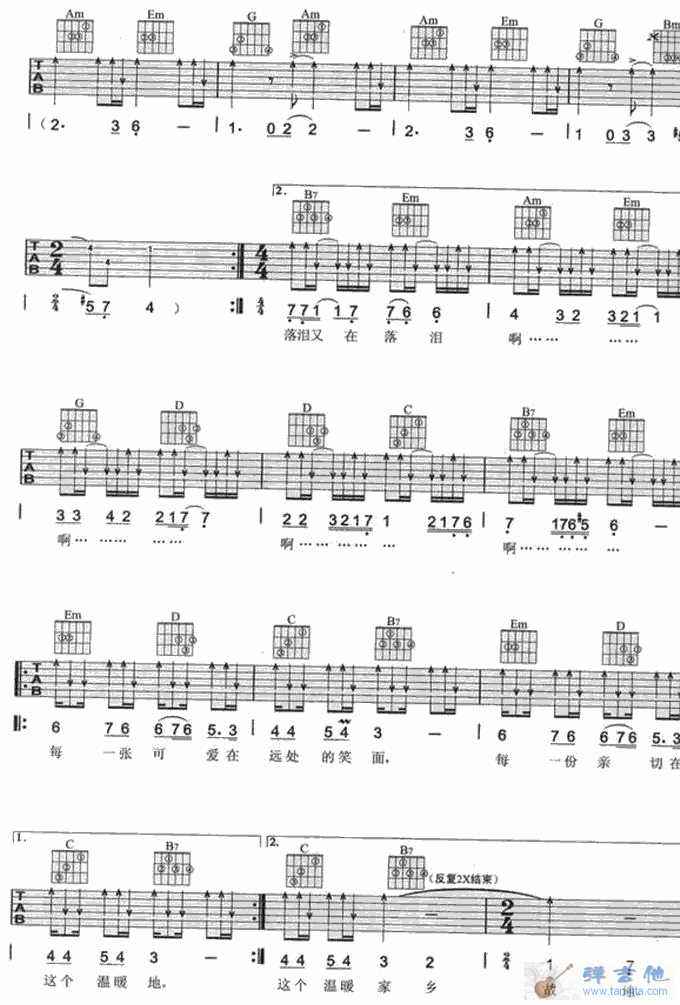 Am Em G Am Am Em G Bm
T A B
| ( 2· 3 6 — | 1· 0 2 2 — | 2· 3 6 — | 1 0 3 3
2.
B7 Em Am Em
T A B 2/4 4 4 1 4/4
| 2/4 #5 7 4 ) :|| 4/4 7 7 1 1 7 7 6 6 | 4 3 2 3 2 1 1
落泪又 在 落 泪 啊 …… ……
G D D C B7 Em
T A B
| 3 3 4 2 2 1 7 7 | 2 2 3 2 1 7 1 2 1 7 6 | 7 1 7 6 #5 6 —
啊 …… …… 啊 …… …… … 啊 …… …… …
Em D C B7 Em D
T A B
||: 6 7 6 6 7 6 5. 3 | 4 4 5 4 3 — | 6 7 6 6 7 6 5. 3
每 一张 可 爱在 远处 的笑 面, 每 一份 亲 切在
1. 2.
C B7 C B7 (反复2X结束)
T A B 2/4
| 4 4 5 4 3 — :|| 4 4 5 4 3 2 | 2/4 1 7
这个 温暖 地。 这个 温暖 家 乡 故
弹吉他
www.tanjita.com